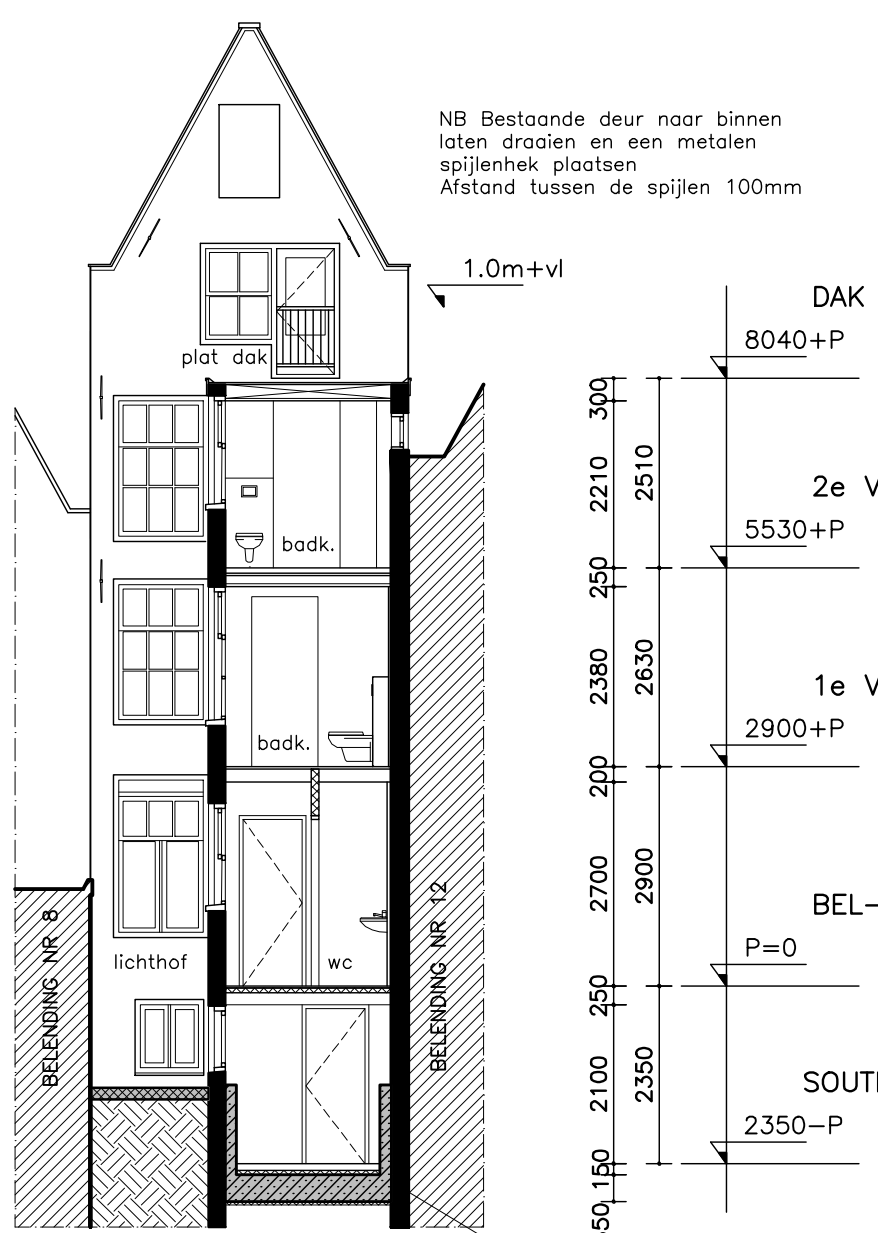 NB Bestaande deur naar binnen
laten draaien en een metalen
spijlenhek plaatsen
Afstand tussen de spijlen 100mm
1.0m+vl
DAK
8040+P
plat dak
300
2210
2510
2e V
5530+P
badk.
250
2380
2630
1e V
2900+P
badk.
200
2700
2900
BEL-
P=0
BELENDING NR 8
lichthof
wc
BELENDING NR 12
250
2100
2350
SOUT
2350-P
150
50